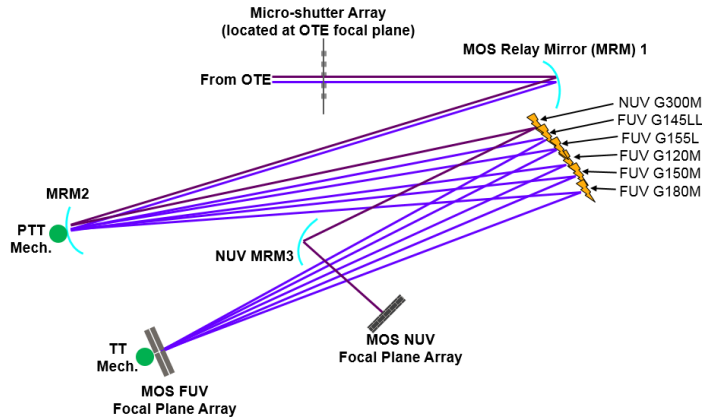 Micro-shutter Array
(located at OTE focal plane)
MOS Relay Mirror (MRM) 1
From OTE
NUV G300M
FUV G145LL
FUV G155L
FUV G120M
FUV G150M
FUV G180M
MRM2
PTT
Mech.
NUV MRM3
MOS NUV
Focal Plane Array
TT
Mech.
MOS FUV
Focal Plane Array